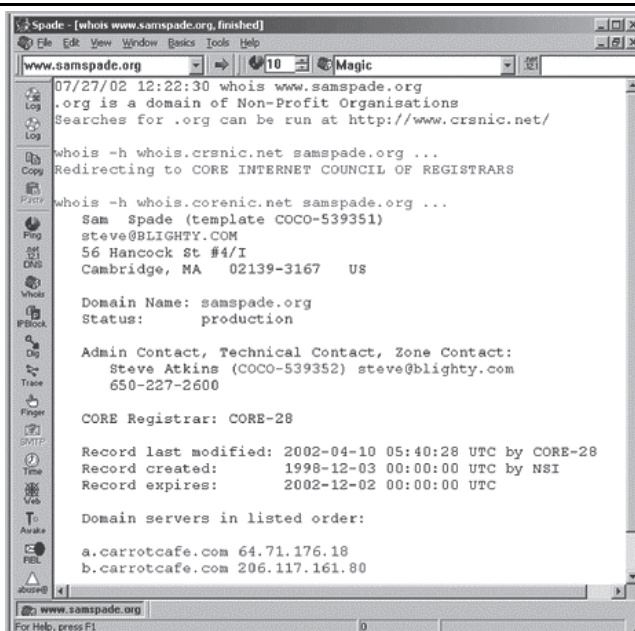 Spade - [whois www.samspade.org, finished]
File Edit View Window Basics Tools Help
www.samspade.org 10 Magic
07/27/02 12:22:30 whois www.samspade.org
.org is a domain of Non-Profit Organisations
Searches for .org can be run at http://www.crsnic.net/
whois -h whois.crsnic.net samspade.org ...
Redirecting to CORE INTERNET COUNCIL OF REGISTRARS
whois -h whois.corenic.net samspade.org ...
Sam Spade (template COCO-539351)
steve@BLIGHTY.COM
56 Hancock St #4/I
Cambridge, MA 02139-3167 US
Domain Name: samspade.org
Status: production
Admin Contact, Technical Contact, Zone Contact:
Steve Atkins (COCO-539352) steve@blighty.com
650-227-2600
CORE Registrar: CORE-28
Record last modified: 2002-04-10 05:40:28 UTC by CORE-28
Record created: 1998-12-03 00:00:00 UTC by NSI
Record expires: 2002-12-02 00:00:00 UTC
Domain servers in listed order:
a.carrotcafe.com 64.71.176.18
b.carrotcafe.com 206.117.161.80
Log
Log
Copy
Paste
Ping
DNS
Whois
IPBlock
Dig
Trace
Finger
SMTP
Time
Web
Awake
RBL
abuse@
www.samspade.org
For Help, press F1 0